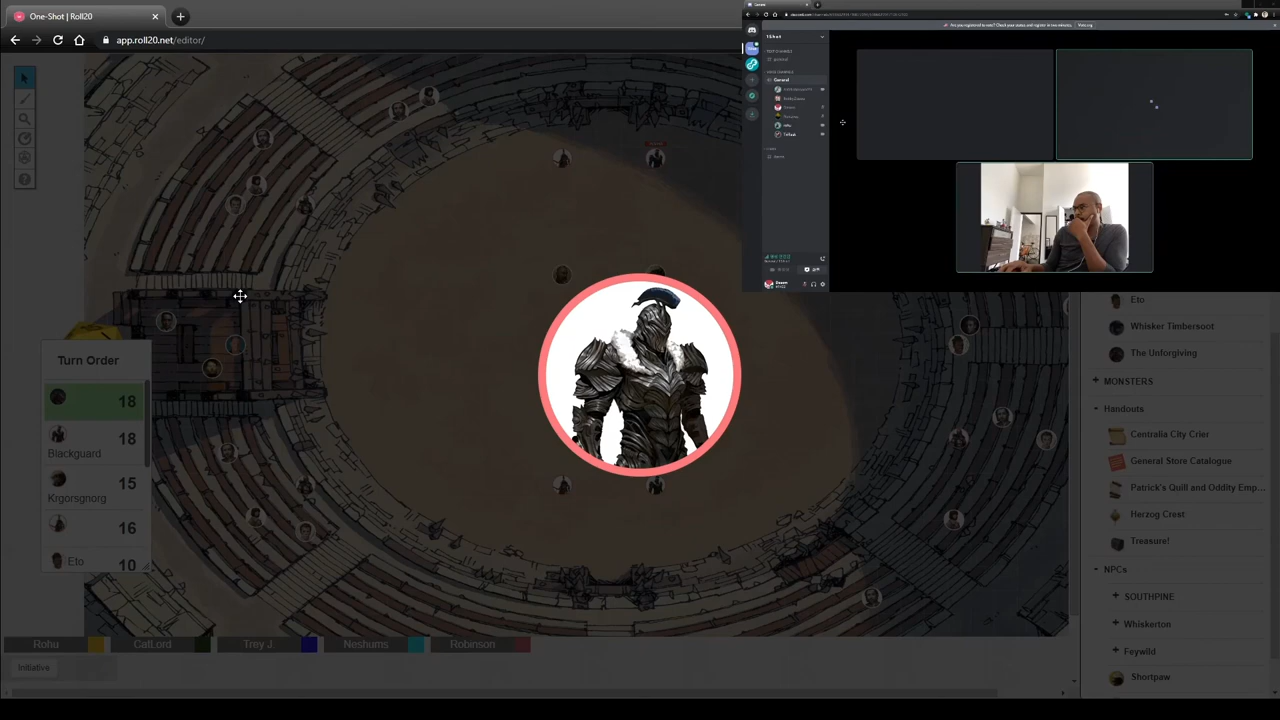 One-Shot | Roll20
app.roll20.net/editor/
1Shot
General
Turn Order
18
18
Blackguard
15
Krgorsgnorg
16
Eto
10
Rohu
CatLord
Trey J.
Neshums
Robinson
Initiative
Eto
Whisker Timbersoot
The Unforgiving
MONSTERS
Handouts
Centralia City Crier
General Store Catalogue
Patrick's Quill and Oddity Emp...
Herzog Crest
Treasure!
NPCs
SOUTHPINE
Whiskerton
Feywild
Shortpaw